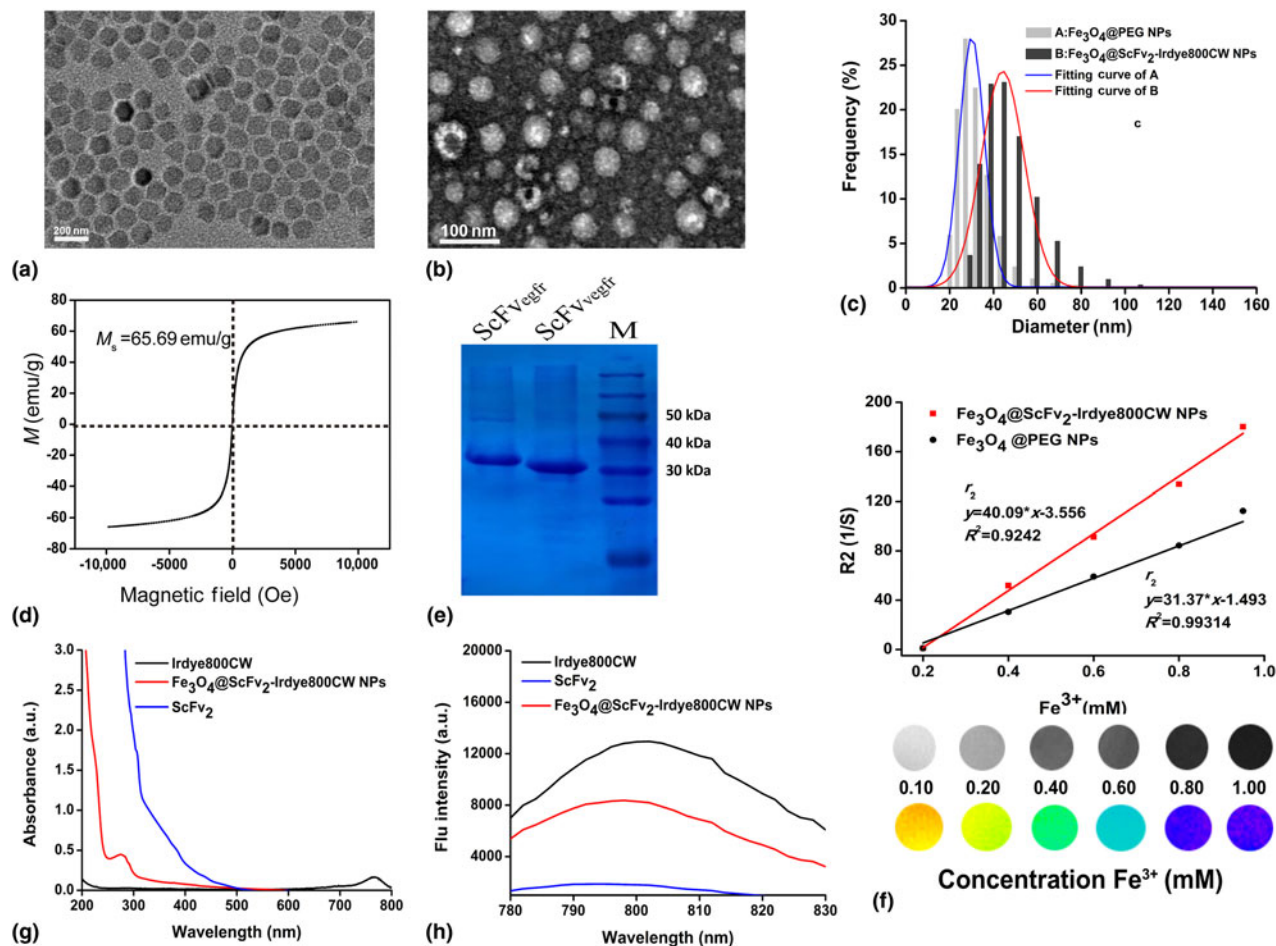 200 nm
(a)
100 nm
(b)
A:Fe₃O₄@PEG NPs
B:Fe₃O₄@ScFv₂-Irdye800CW NPs
Fitting curve of A
Fitting curve of B
c
Frequency (%)
30
25
20
15
10
5
0
0 20 40 60 80 100 120 140 160
Diameter (nm)
(c)
Mₛ=65.69 emu/g
M (emu/g)
80
60
40
20
0
-20
-40
-60
-80
-10,000 -5000 0 5000 10,000
Magnetic field (Oe)
(d)
ScFvVegfr ScFvvegfr M
50 kDa
40 kDa
30 kDa
(e)
Fe₃O₄@ScFv₂-Irdye800CW NPs
Fe₃O₄ @PEG NPs
r₂
y=40.09*x-3.556
R²=0.9242
r₂
y=31.37*x-1.493
R²=0.99314
R2 (1/S)
200
160
120
80
40
0
0.2 0.4 0.6 0.8 1.0
Fe³⁺(mM)
0.10 0.20 0.40 0.60 0.80 1.00
Concentration Fe³⁺ (mM)
(f)
Irdye800CW
Fe₃O₄@ScFv₂-Irdye800CW NPs
ScFv₂
Absorbance (a.u.)
3.0
2.5
2.0
1.5
1.0
0.5
0.0
200 300 400 500 600 700 800
Wavelength (nm)
(g)
Irdye800CW
ScFv₂
Fe₃O₄@ScFv₂-Irdye800CW NPs
Flu intensity (a.u.)
20000
16000
12000
8000
4000
780 790 800 810 820 830
Wavelength (nm)
(h)